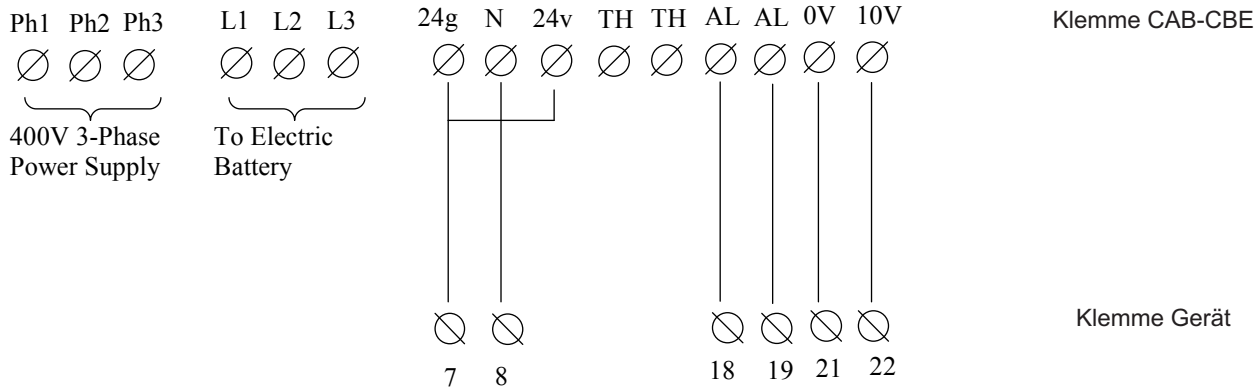 Ph1 Ph2 Ph3 L1 L2 L3 24g N 24v TH TH AL AL 0V 10V Klemme CAB-CBE
400V 3-Phase
Power Supply
To Electric
Battery
Klemme Gerät
7 8 18 19 21 22